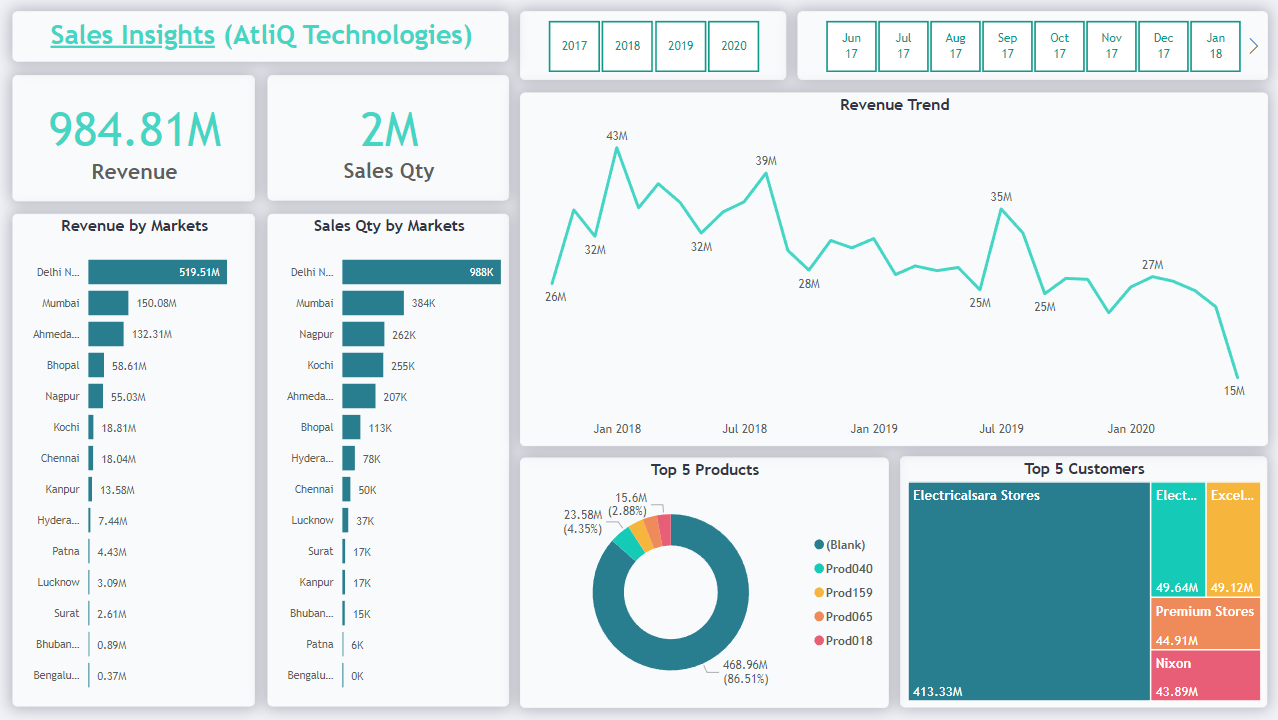 Sales Insights (AtliQ Technologies)
2017 2018 2019 2020
Jun 17 Jul 17 Aug 17 Sep 17 Oct 17 Nov 17 Dec 17 Jan 18
984.81M
Revenue
2M
Sales Qty
Revenue Trend
43M
39M
35M
32M
32M
28M
27M
26M
25M
25M
15M
Jan 2018 Jul 2018 Jan 2019 Jul 2019 Jan 2020
Revenue by Markets
Delhi N... 519.51M
Mumbai 150.08M
Ahmeda... 132.31M
Bhopal 58.61M
Nagpur 55.03M
Kochi 18.81M
Chennai 18.04M
Kanpur 13.58M
Hydera... 7.44M
Patna 4.43M
Lucknow 3.09M
Surat 2.61M
Bhuban... 0.89M
Bengalu... 0.37M
Sales Qty by Markets
Delhi N... 988K
Mumbai 384K
Nagpur 262K
Kochi 255K
Ahmeda... 207K
Bhopal 113K
Hydera... 78K
Chennai 50K
Lucknow 37K
Surat 17K
Kanpur 17K
Bhuban... 15K
Patna 6K
Bengalu... 0K
Top 5 Products
15.6M
(2.88%)
23.58M
(4.35%)
468.96M
(86.51%)
(Blank)
Prod040
Prod159
Prod065
Prod018
Top 5 Customers
Electricalsara Stores
413.33M
Elect...
49.64M
Excel...
49.12M
Premium Stores
44.91M
Nixon
43.89M